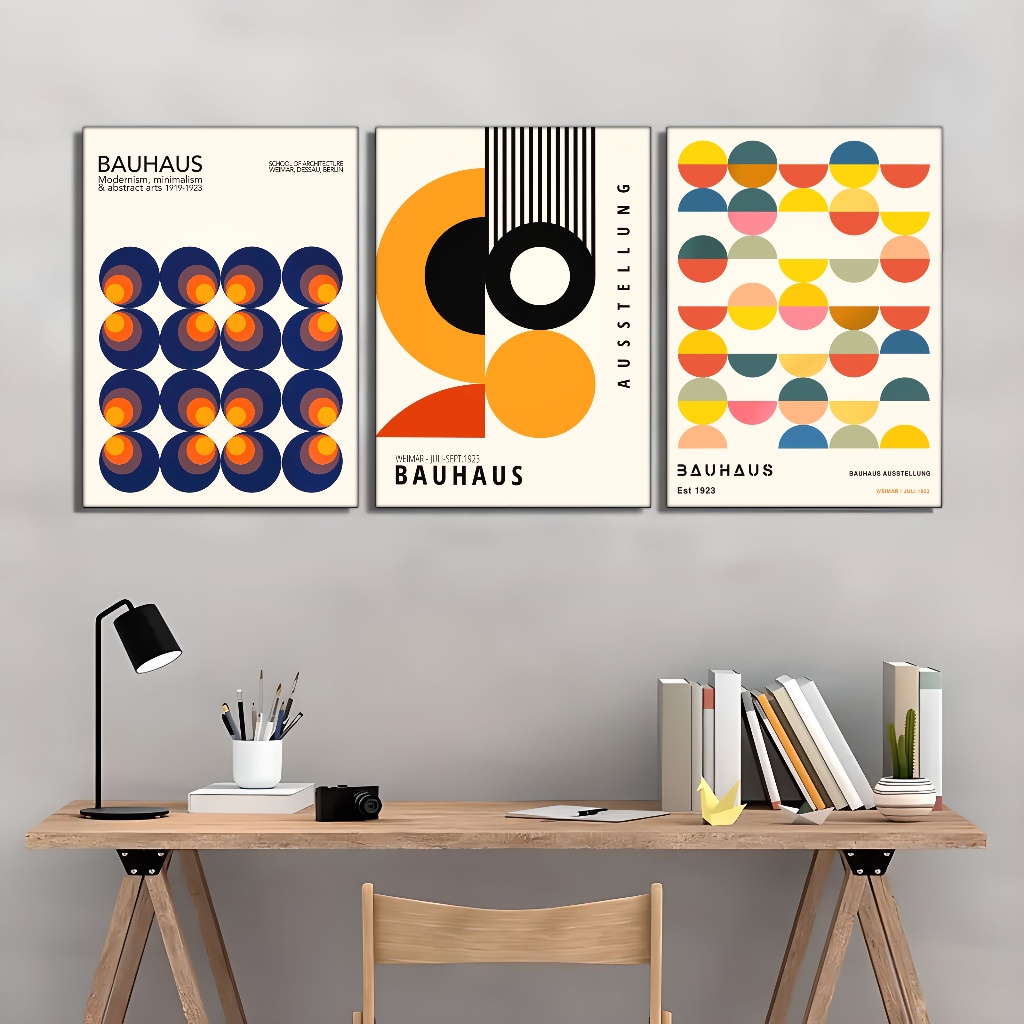 BAUHAUS
Modernism, minimalism
& abstract arts 1919-1923
SCHOOL OF ARCHITECTURE
WEIMAR, DESSAU, BERLIN
AUSSTELLUNG
WEIMAR - JULI-SEPT.1923
BAUHAUS
BAUHAUS
Est 1923
BAUHAUS AUSSTELLUNG
WEIMAR : JULI 1923